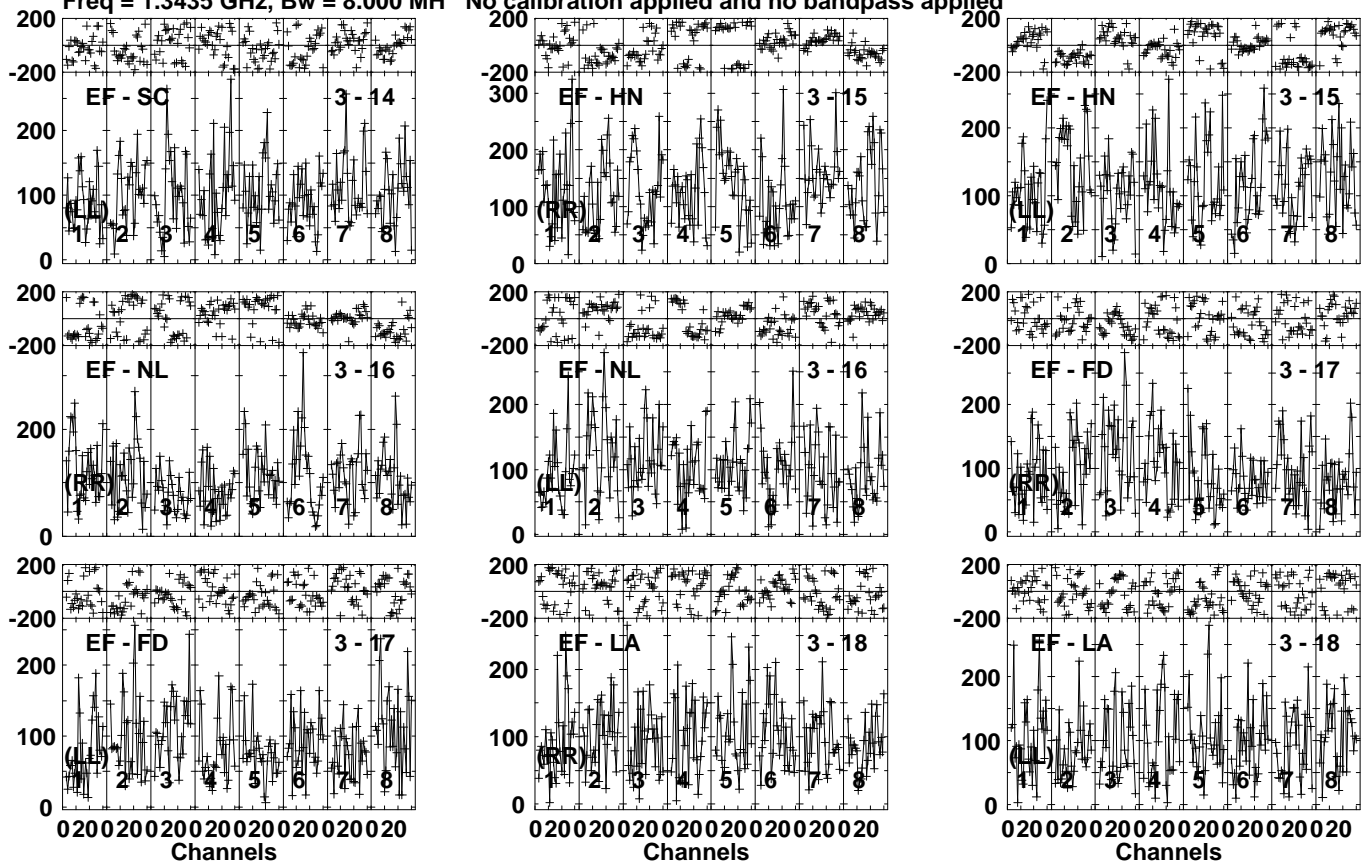 Freq = 1.3435 GHz, Bw = 8.000 MH No calibration applied and no bandpass applied
200
-200
EF - SC 3 - 14
200
100
0
(LL)
1 2 3 4 5 6 7 8
200
-200
EF - HN 3 - 15
300
200
100
0
(RR)
1 2 3 4 5 6 7 8
200
-200
EF - HN 3 - 15
200
100
0
(LL)
1 2 3 4 5 6 7 8
200
-200
EF - NL 3 - 16
200
0
(RR)
1 2 3 4 5 6 7 8
200
-200
EF - NL 3 - 16
200
100
0
(LL)
1 2 3 4 5 6 7 8
200
-200
EF - FD 3 - 17
200
100
0
(RR)
1 2 3 4 5 6 7 8
200
-200
EF - FD 3 - 17
200
100
0
(LL)
1 2 3 4 5 6 7 8
0 20 0 20 0 20 0 20 0 20 0 20 0 20 0 20
Channels
200
-200
EF - LA 3 - 18
200
100
0
(RR)
1 2 3 4 5 6 7 8
0 20 0 20 0 20 0 20 0 20 0 20 0 20 0 20
Channels
200
-200
EF - LA 3 - 18
200
100
0
(LL)
1 2 3 4 5 6 7 8
0 20 0 20 0 20 0 20 0 20 0 20 0 20 0 20
Channels